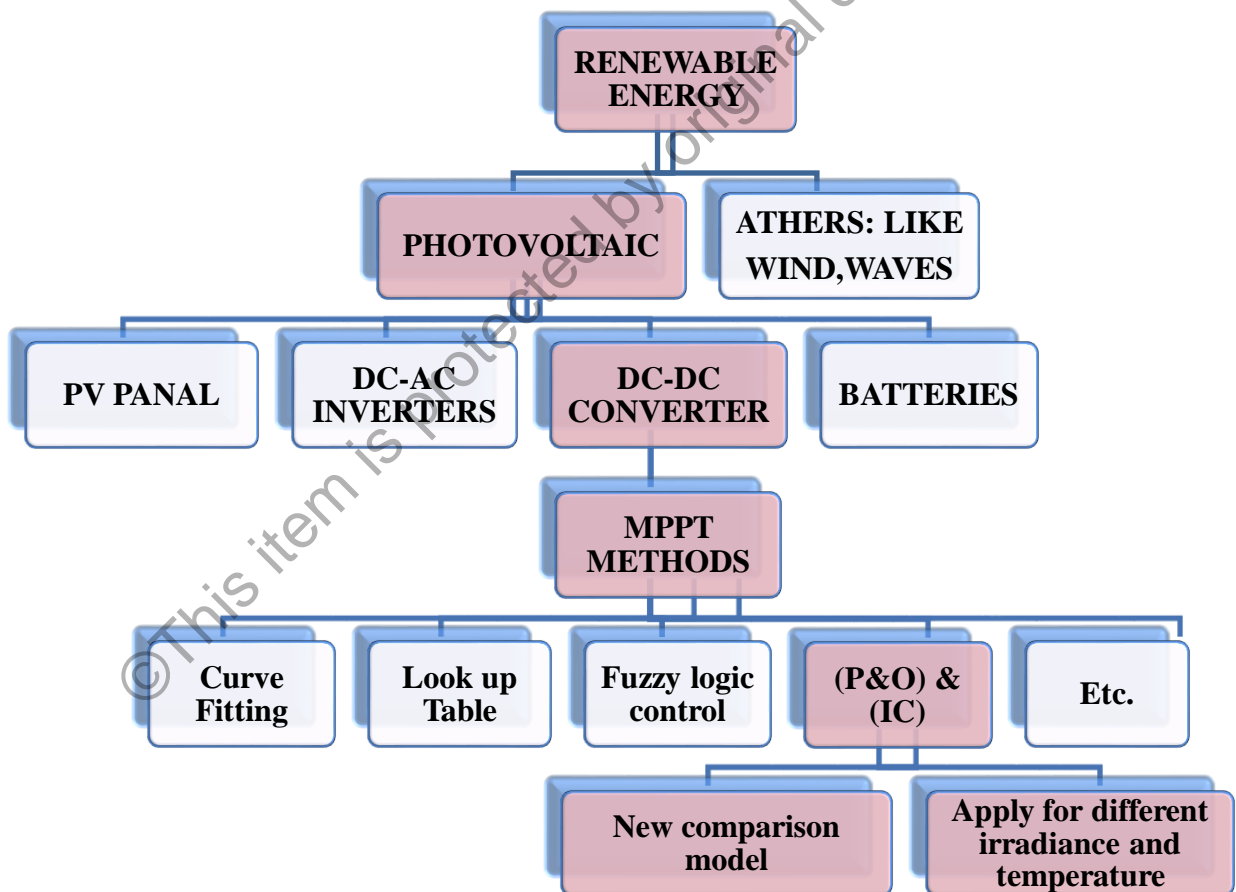 RENEWABLE
ENERGY
PHOTOVOLTAIC
ATHERS: LIKE
WIND,WAVES
PV PANAL
DC-AC
INVERTERS
DC-DC
CONVERTER
BATTERIES
MPPT
METHODS
Curve
Fitting
Look up
Table
Fuzzy logic
control
(P&O) &
(IC)
Etc.
New comparison
model
Apply for different
irradiance and
temperature
©This item is protected by original